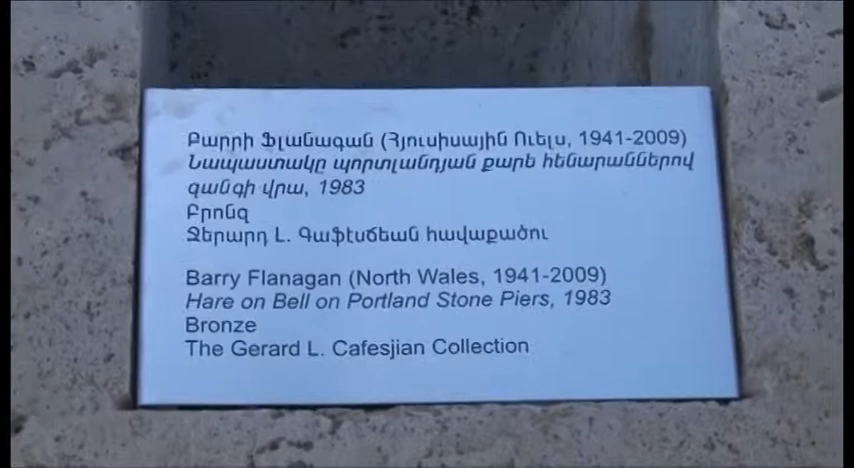 Բարրի Ֆլանագան (Հյուսիսային Ուելս, 1941-2009)
Նապաստակը պորտլանդյան քարե հենարաններով
զանգի վրա, 1983
Բրոնզ
Ջերարդ Լ. Գաֆէսճեան հավաքածու
Barry Flanagan (North Wales, 1941-2009)
Hare on Bell on Portland Stone Piers, 1983
Bronze
The Gerard L. Cafesjian Collection